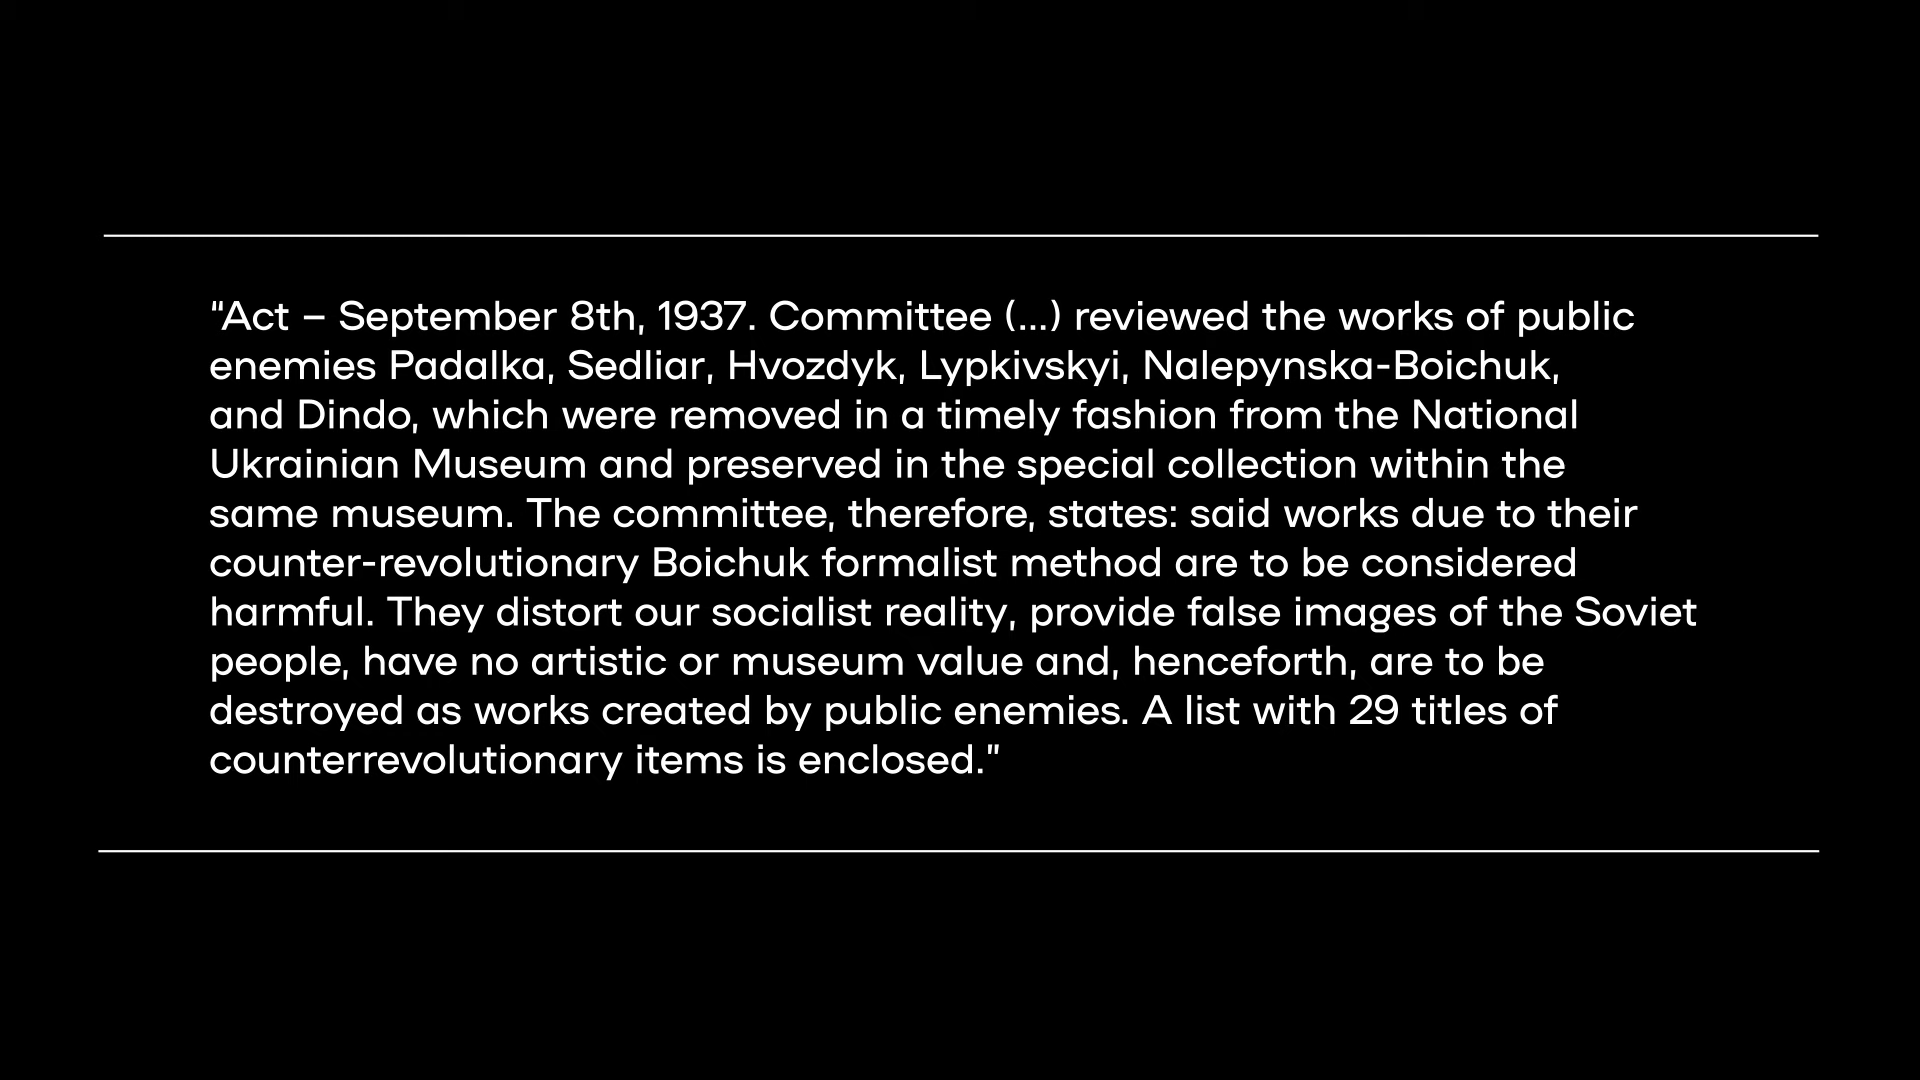 "Act – September 8th, 1937. Committee (...) reviewed the works of public
enemies Padalka, Sedliar, Hvozdyk, Lypkivskyi, Nalepynska-Boichuk,
and Dindo, which were removed in a timely fashion from the National
Ukrainian Museum and preserved in the special collection within the
same museum. The committee, therefore, states: said works due to their
counter-revolutionary Boichuk formalist method are to be considered
harmful. They distort our socialist reality, provide false images of the Soviet
people, have no artistic or museum value and, henceforth, are to be
destroyed as works created by public enemies. A list with 29 titles of
counterrevolutionary items is enclosed."